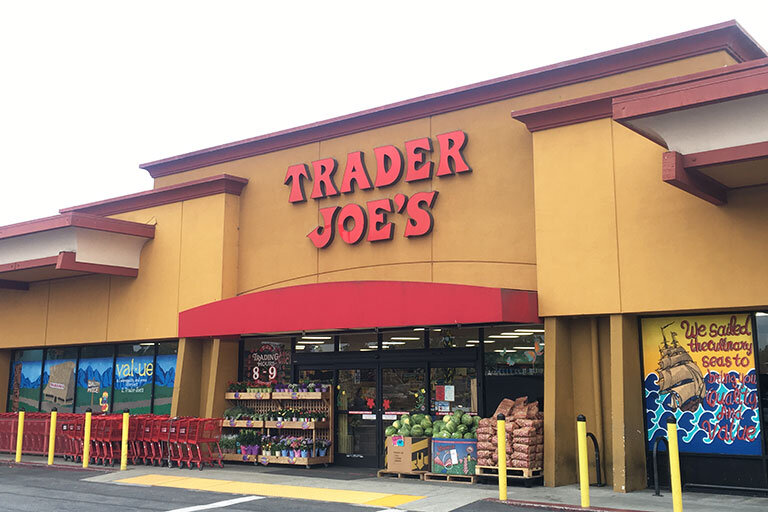 TRADER
JOE'S
TRADING
HOURS
8-9
value
We sailed
the culinary
seas to
bring you
quality
and
value